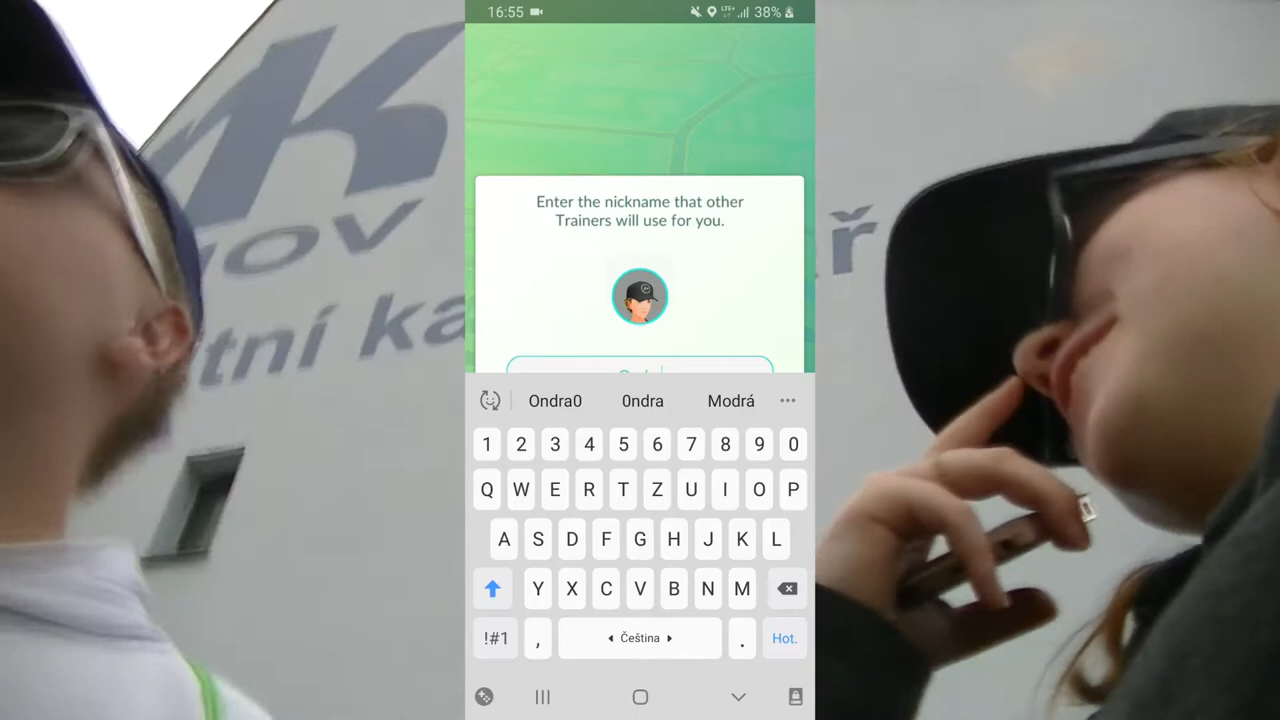 K
ov
tní ka
ř
16:55
LTE+
38%
Enter the nickname that other
Trainers will use for you.
Ondra0
0ndra
Modrá
1 2 3 4 5 6 7 8 9 0
Q W E R T Z U I O P
A S D F G H J K L
Y X C V B N M
!#1 , Čeština . Hot.